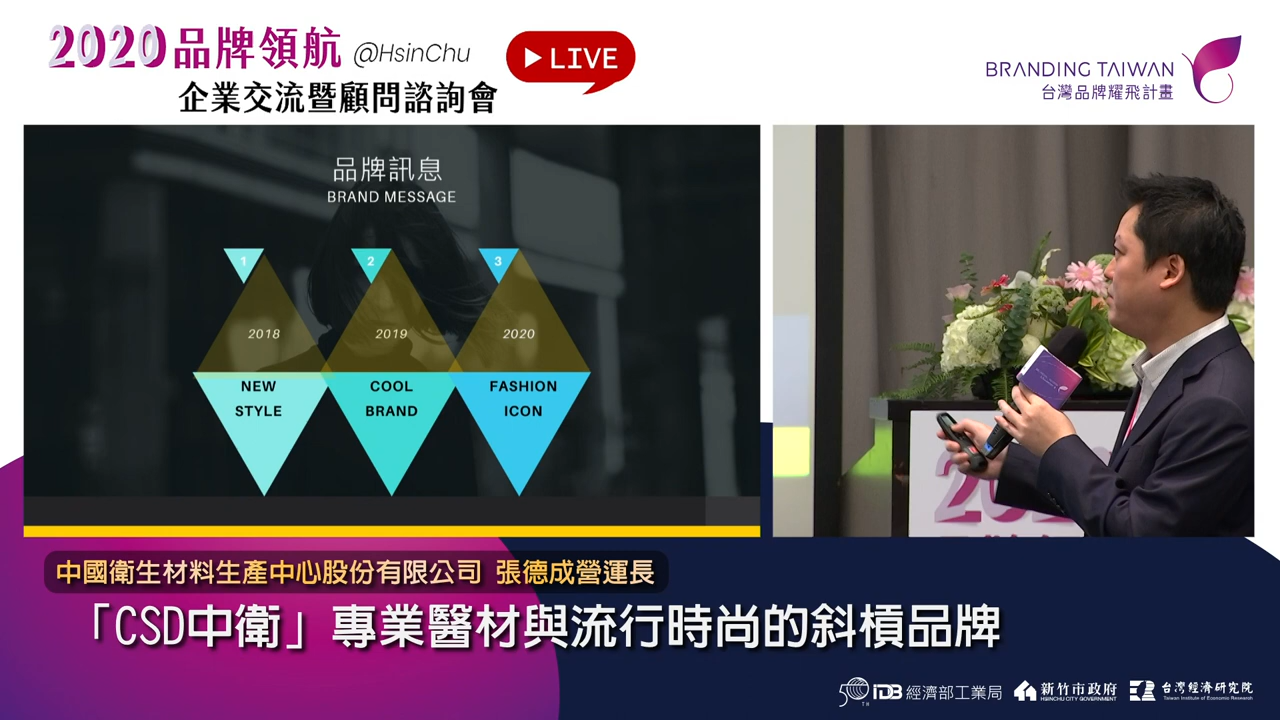 2020品牌領航 @HsinChu
企業交流暨顧問諮詢會
LIVE
BRANDING TAIWAN
台灣品牌耀飛計畫
品牌訊息
BRAND MESSAGE
1 2 3
2018 2019 2020
NEW STYLE
COOL BRAND
FASHION ICON
中國衛生材料生產中心股份有限公司 張德成營運長
「CSD中衛」專業醫材與流行時尚的斜槓品牌
50TH IDB 經濟部工業局
新竹市政府
HSINCHU CITY GOVERNMENT
台灣經濟研究院
Taiwan Institute of Economic Research